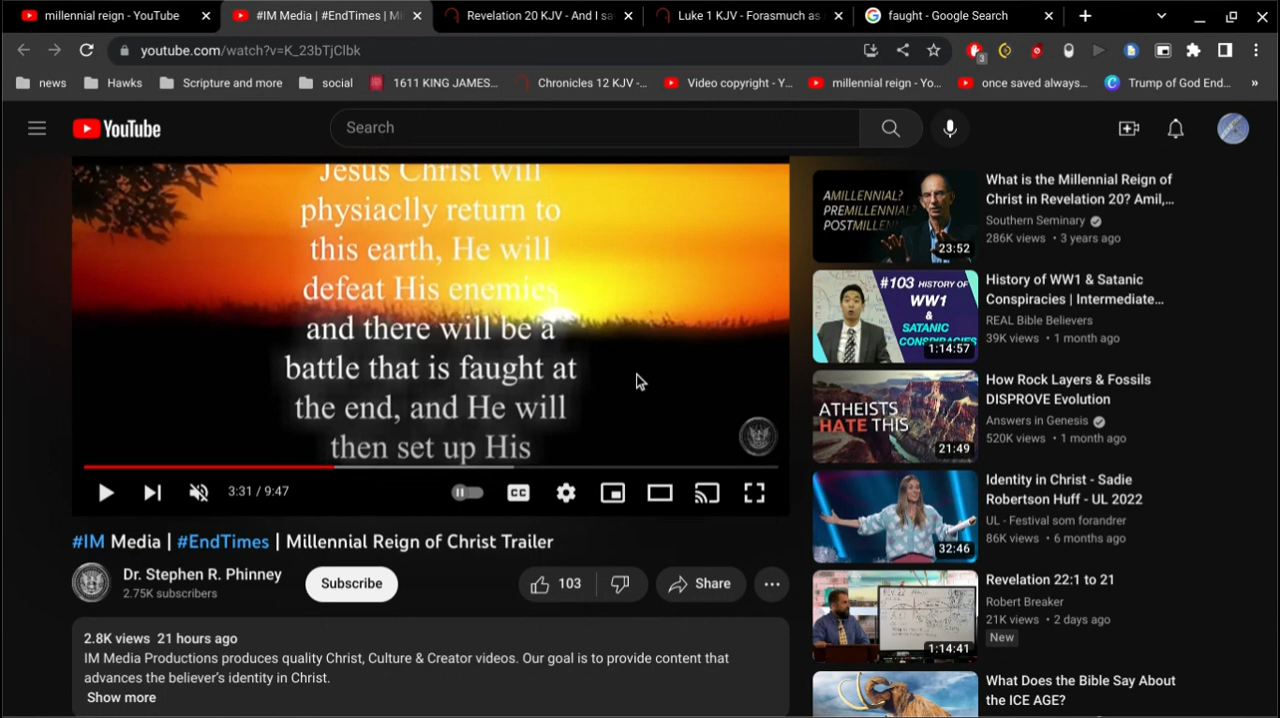 millennial reign - YouTube
#IM Media | #EndTimes | Mi
Revelation 20 KJV - And I sa
Luke 1 KJV - Forasmuch as
faught - Google Search
youtube.com/watch?v=K_23bTjClbk
3
news
Hawks
Scripture and more
social
1611 KING JAMES...
Chronicles 12 KJV -...
Video copyright - Y...
millennial reign - Yo...
once saved always...
Trump of God End...
»
YouTube
Search
Jesus Christ will
physiaclly return to
this earth, He will
defeat His enemies
and there will be a
battle that is faught at
the end, and He will
then set up His
3:31 / 9:47
CC
#IM Media | #EndTimes | Millennial Reign of Christ Trailer
Dr. Stephen R. Phinney
2.75K subscribers
Subscribe
103
Share
2.8K views 21 hours ago
IM Media Producions produces quality Christ, Culture & Creator videos. Our goal is to provide content that
advances the believer's identity in Christ.
Show more
AMILLENNIAL?
PREMILLENNIAL?
POSTMILLEN
23:52
What is the Millennial Reign of
Christ in Revelation 20? Amil,...
Southern Seminary
286K views • 3 years ago
#103 HISTORY OF
WW1
&
SATANIC
CONSPIRACIES
1:14:57
History of WW1 & Satanic
Conspiracies | Intermediate...
REAL Bible Believers
39K views • 1 month ago
ATHEISTS
HATE THIS
21:49
How Rock Layers & Fossils
DISPROVE Evolution
Answers in Genesis
520K views • 1 month ago
32:46
Identity in Christ - Sadie
Robertson Huff - UL 2022
UL - Festival som forandrer
86K views • 6 months ago
1:14:41
Revelation 22:1 to 21
Robert Breaker
21K views • 2 days ago
New
What Does the Bible Say About
the ICE AGE?